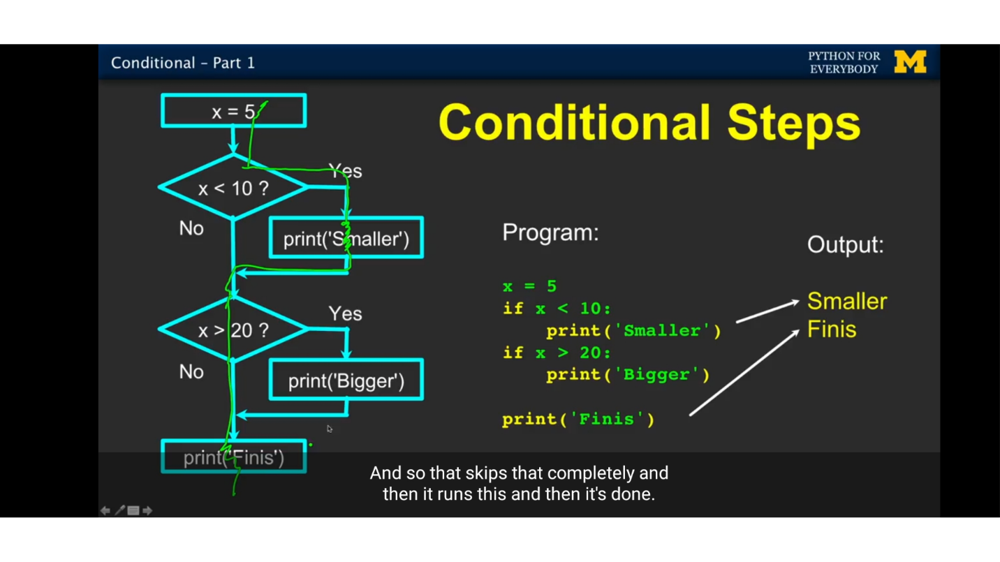 Conditional – Part 1
PYTHON FOR
EVERYBODY
M
x = 5
Conditional Steps
Yes
x < 10 ?
No
print('Smaller')
Yes
x > 20 ?
No
print('Bigger')
print('Finis')
Program:
x = 5
if x < 10:
    print('Smaller')
if x > 20:
    print('Bigger')
print('Finis')
Output:
Smaller
Finis
And so that skips that completely and
then it runs this and then it's done.